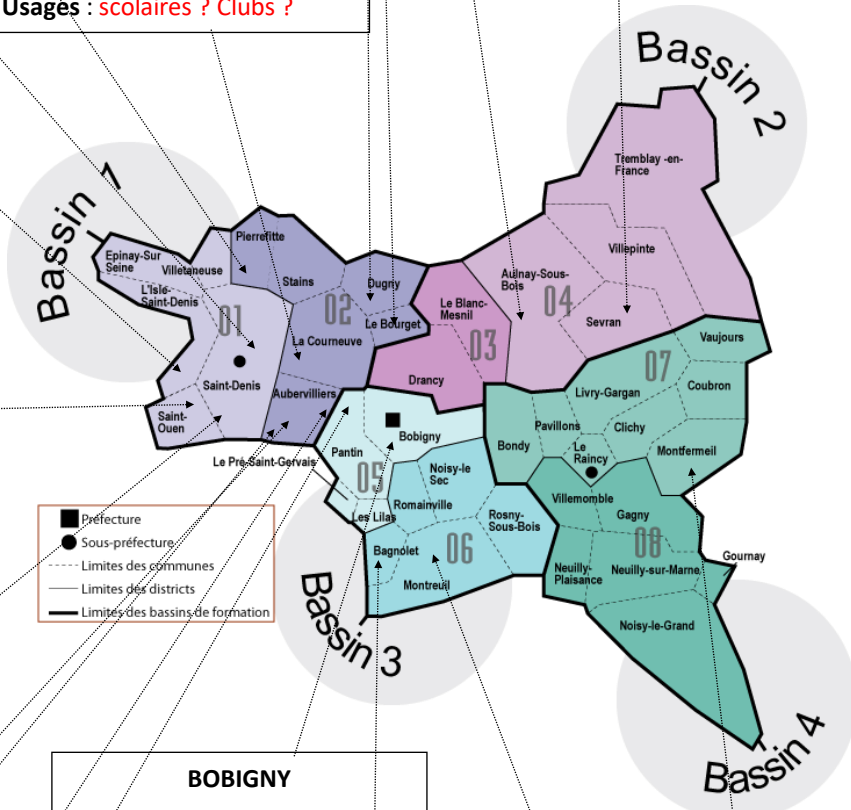 Usagés : scolaires ? Clubs ?
Bassin 1
Bassin 2
Tremblay -en-
France
Villepinte
Pierrefitte
Epinay-Sur
Seine
Villetaneuse
L'Isle
Saint-Denis
Stains
Dugny
Aulnay-Sous-
Bois
Le Blanc-
Mesnil
01
02
03
04
Le Bourget
Sevran
La Courneuve
Vaujours
07
Saint-Denis
Drancy
Aubervilliers
Livry-Gargan
Coubron
Saint-
Ouen
Bobigny
Pavillons
Clichy
Pantin
Bondy
Le
Raincy
Montfermeil
Le Pré-Saint-Gervais
Noisy-le
Sec
05
Romainville
Villemomble
Les Lilas
Rosny-
Sous-Bois
Gagny
06
08
Bagnolet
Neuilly-
Plaisance
Neuilly-sur-Marne
Gournay
Montreuil
Noisy-le-Grand
Préfecture
Sous-préfecture
Limites des communes
Limites des districts
Limites des bassins de formation
Bassin 3
Bassin 4
BOBIGNY